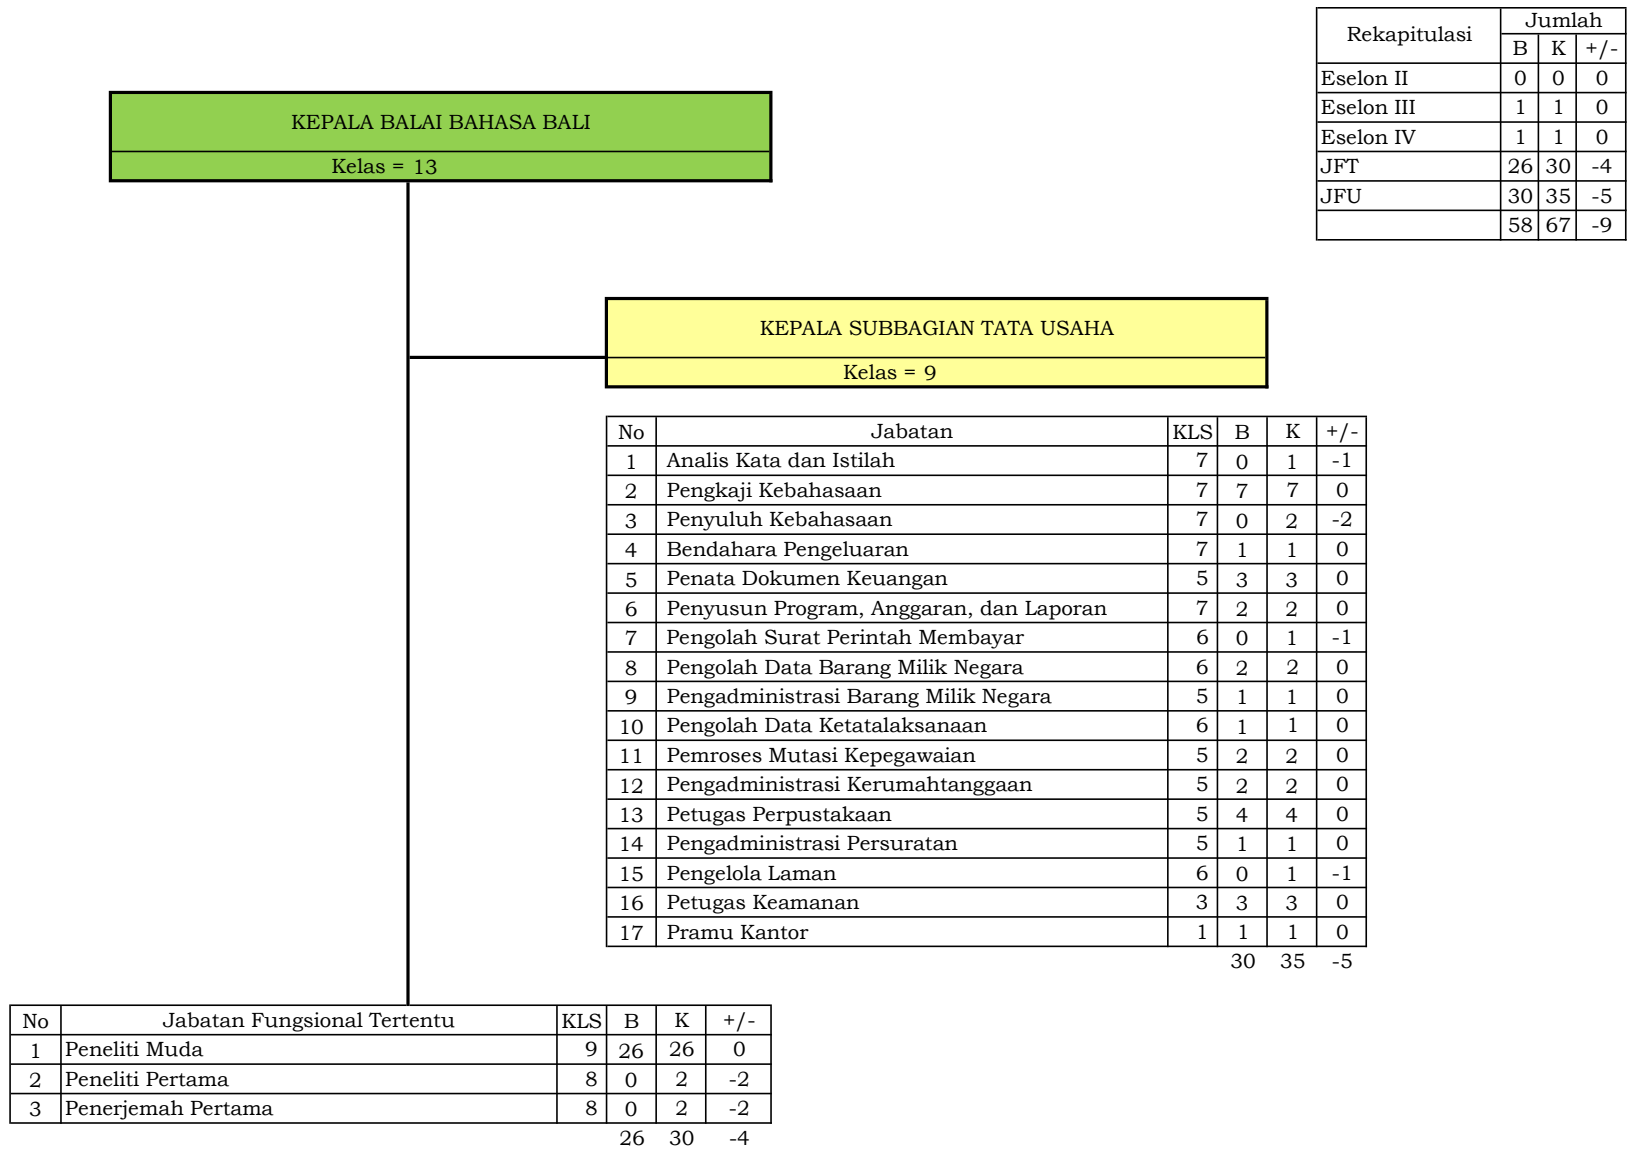 Rekapitulasi Jumlah
B K +/-
Eselon II 0 0 0
Eselon III 1 1 0
Eselon IV 1 1 0
JFT 26 30 -4
JFU 30 35 -5
58 67 -9
KEPALA BALAI BAHASA BALI
Kelas = 13
KEPALA SUBBAGIAN TATA USAHA
Kelas = 9
No Jabatan KLS B K +/-
1 Analis Kata dan Istilah 7 0 1 -1
2 Pengkaji Kebahasaan 7 7 7 0
3 Penyuluh Kebahasaan 7 0 2 -2
4 Bendahara Pengeluaran 7 1 1 0
5 Penata Dokumen Keuangan 5 3 3 0
6 Penyusun Program, Anggaran, dan Laporan 7 2 2 0
7 Pengolah Surat Perintah Membayar 6 0 1 -1
8 Pengolah Data Barang Milik Negara 6 2 2 0
9 Pengadministrasi Barang Milik Negara 5 1 1 0
10 Pengolah Data Ketatalaksanaan 6 1 1 0
11 Pemroses Mutasi Kepegawaian 5 2 2 0
12 Pengadministrasi Kerumahtanggaan 5 2 2 0
13 Petugas Perpustakaan 5 4 4 0
14 Pengadministrasi Persuratan 5 1 1 0
15 Pengelola Laman 6 0 1 -1
16 Petugas Keamanan 3 3 3 0
17 Pramu Kantor 1 1 1 0
30 35 -5
No Jabatan Fungsional Tertentu KLS B K +/-
1 Peneliti Muda 9 26 26 0
2 Peneliti Pertama 8 0 2 -2
3 Penerjemah Pertama 8 0 2 -2
26 30 -4